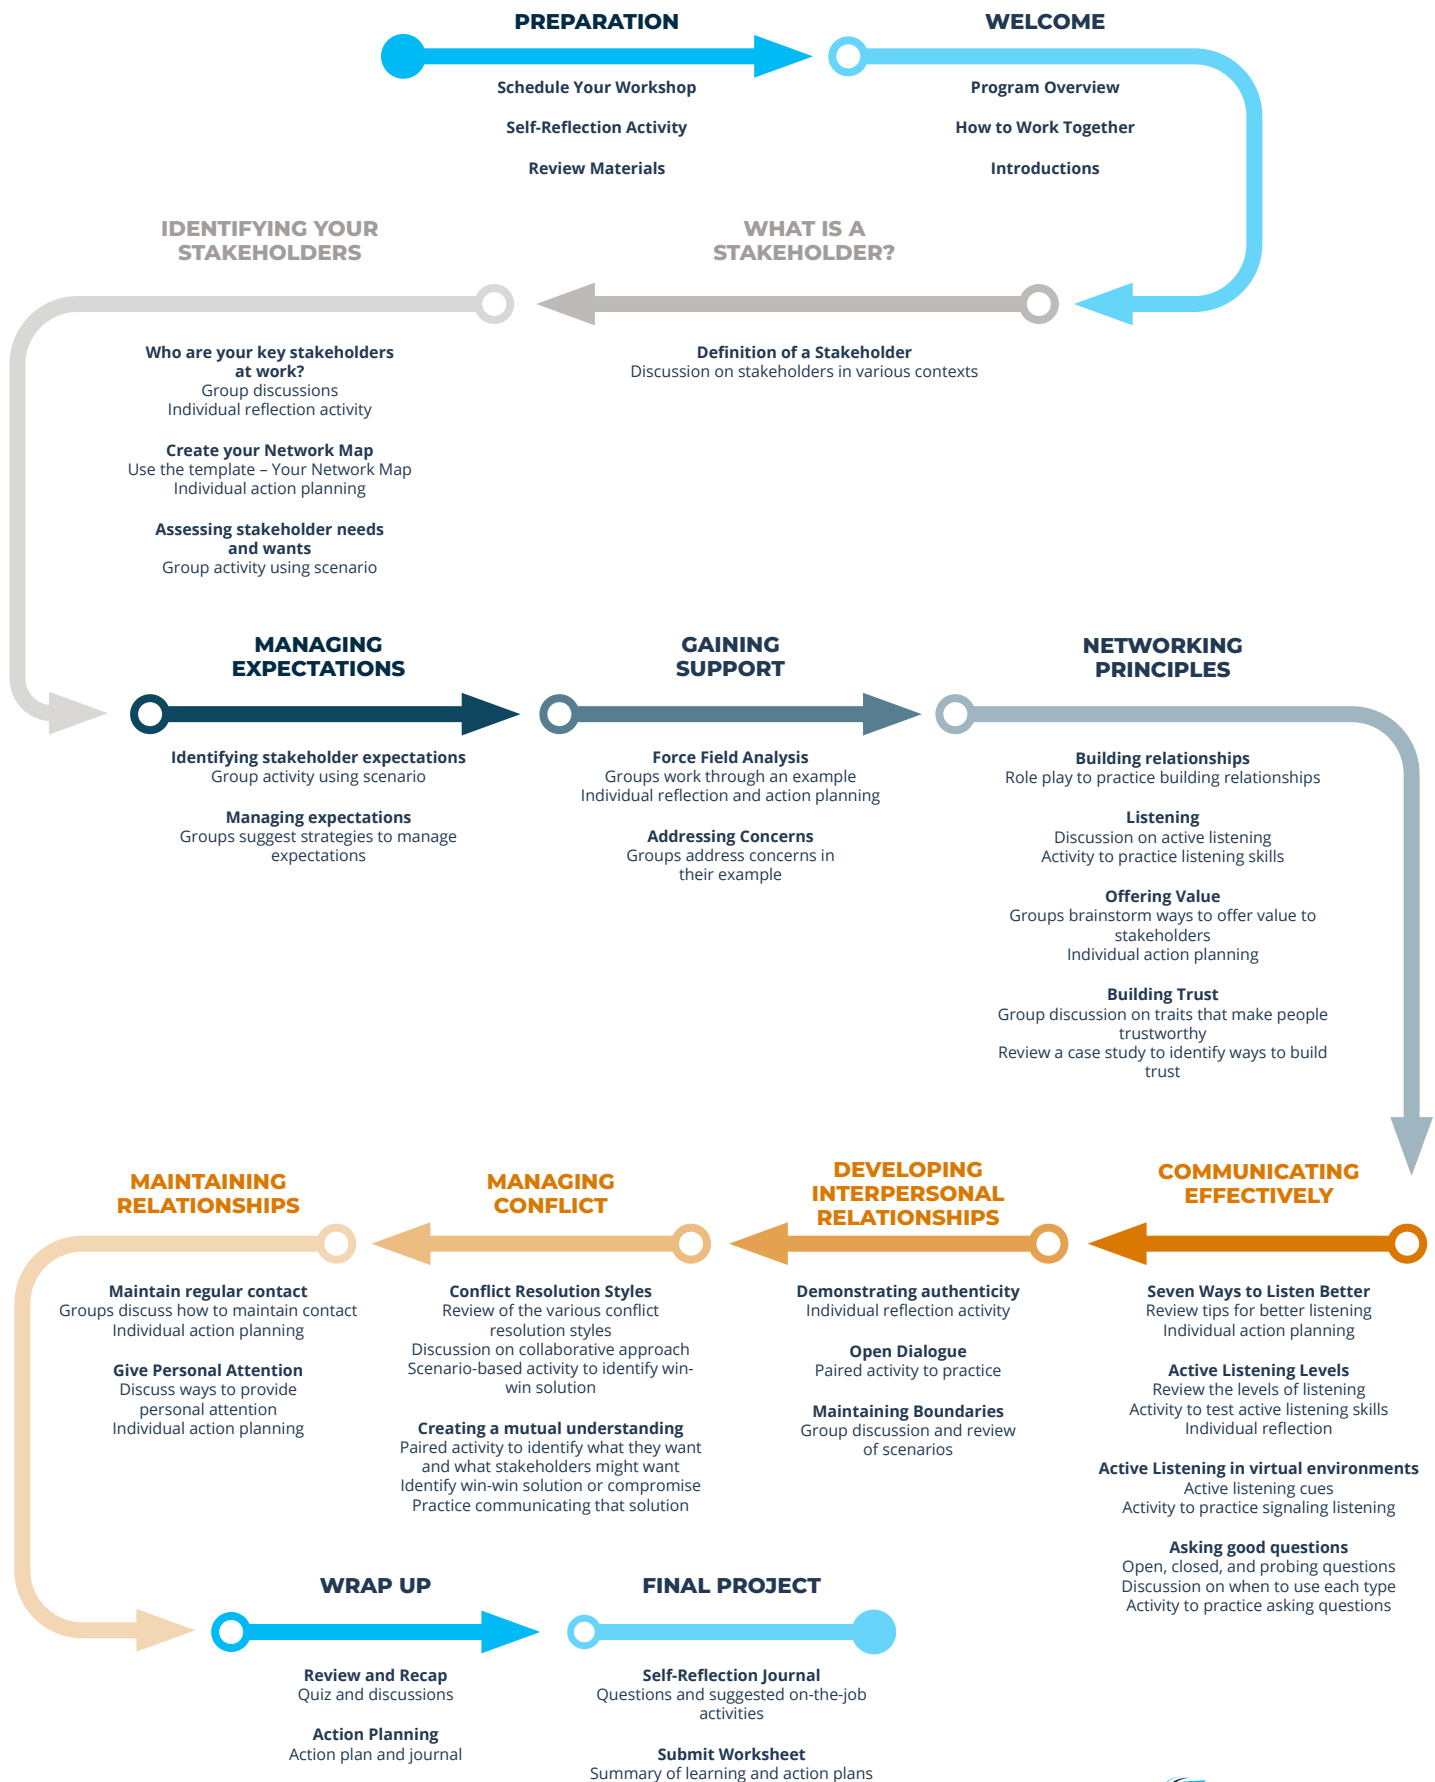 PREPARATION
Schedule Your Workshop
Self-Reflection Activity
Review Materials
WELCOME
Program Overview
How to Work Together
Introductions
WHAT IS A
STAKEHOLDER?
Definition of a Stakeholder
Discussion on stakeholders in various contexts
IDENTIFYING YOUR
STAKEHOLDERS
Who are your key stakeholders
at work?
Group discussions
Individual reflection activity
Create your Network Map
Use the template – Your Network Map
Individual action planning
Assessing stakeholder needs
and wants
Group activity using scenario
MANAGING
EXPECTATIONS
Identifying stakeholder expectations
Group activity using scenario
Managing expectations
Groups suggest strategies to manage
expectations
GAINING
SUPPORT
Force Field Analysis
Groups work through an example
Individual reflection and action planning
Addressing Concerns
Groups address concerns in
their example
NETWORKING
PRINCIPLES
Building relationships
Role play to practice building relationships
Listening
Discussion on active listening
Activity to practice listening skills
Offering Value
Groups brainstorm ways to offer value to
stakeholders
Individual action planning
Building Trust
Group discussion on traits that make people
trustworthy
Review a case study to identify ways to build
trust
COMMUNICATING
EFFECTIVELY
Seven Ways to Listen Better
Review tips for better listening
Individual action planning
Active Listening Levels
Review the levels of listening
Activity to test active listening skills
Individual reflection
Active Listening in virtual environments
Active listening cues
Activity to practice signaling listening
Asking good questions
Open, closed, and probing questions
Discussion on when to use each type
Activity to practice asking questions
DEVELOPING
INTERPERSONAL
RELATIONSHIPS
Demonstrating authenticity
Individual reflection activity
Open Dialogue
Paired activity to practice
Maintaining Boundaries
Group discussion and review
of scenarios
MANAGING
CONFLICT
Conflict Resolution Styles
Review of the various conflict
resolution styles
Discussion on collaborative approach
Scenario-based activity to identify win-
win solution
Creating a mutual understanding
Paired activity to identify what they want
and what stakeholders might want
Identify win-win solution or compromise
Practice communicating that solution
MAINTAINING
RELATIONSHIPS
Maintain regular contact
Groups discuss how to maintain contact
Individual action planning
Give Personal Attention
Discuss ways to provide
personal attention
Individual action planning
WRAP UP
Review and Recap
Quiz and discussions
Action Planning
Action plan and journal
FINAL PROJECT
Self-Reflection Journal
Questions and suggested on-the-job
activities
Submit Worksheet
Summary of learning and action plans